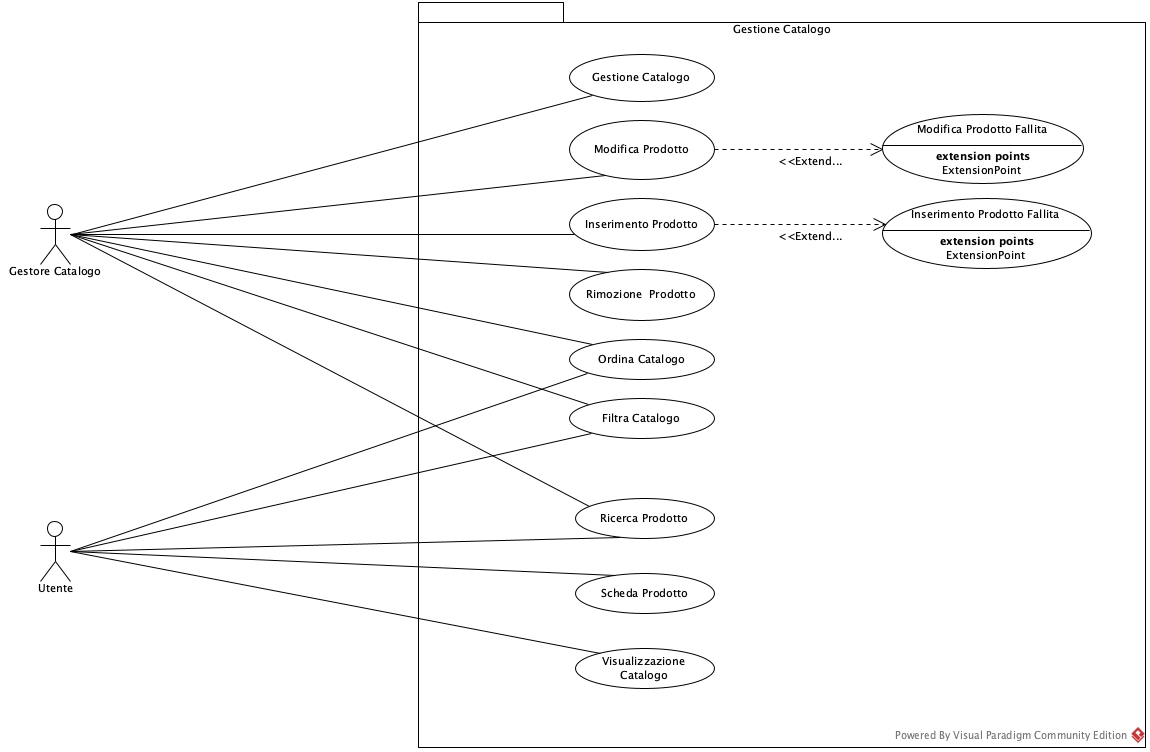 Gestione Catalogo
Gestione Catalogo
Modifica Prodotto
<<Extend...
Modifica Prodotto Fallita
extension points
ExtensionPoint
Inserimento Prodotto
<<Extend...
Inserimento Prodotto Fallita
extension points
ExtensionPoint
Gestore Catalogo
Rimozione Prodotto
Ordina Catalogo
Filtra Catalogo
Ricerca Prodotto
Utente
Scheda Prodotto
Visualizzazione
Catalogo
Powered By Visual Paradigm Community Edition